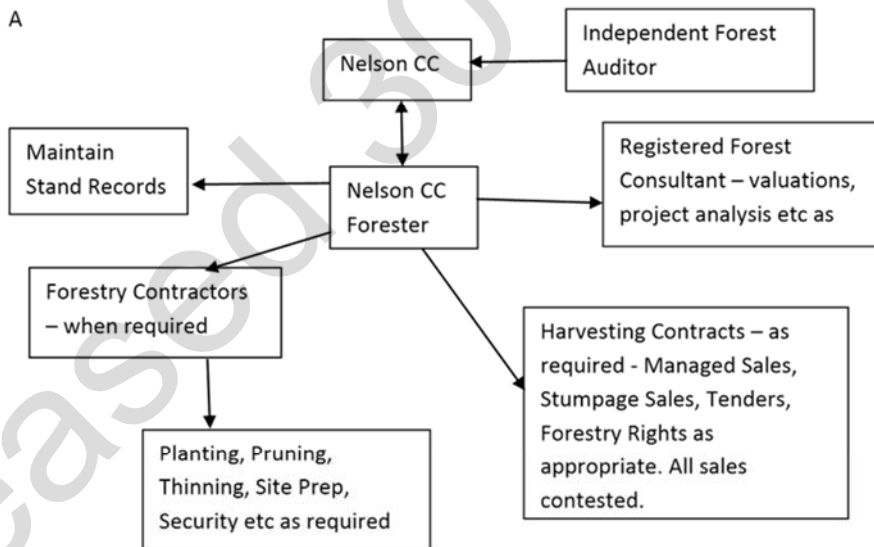 A
Nelson CC
Independent Forest
Auditor
Maintain
Stand Records
Nelson CC
Forester
Registered Forest
Consultant – valuations,
project analysis etc as
Forestry Contractors
– when required
Harvesting Contracts – as
required - Managed Sales,
Stumpage Sales, Tenders,
Forestry Rights as
appropriate. All sales
contested.
Planting, Pruning,
Thinning, Site Prep,
Security etc as required
eased 30